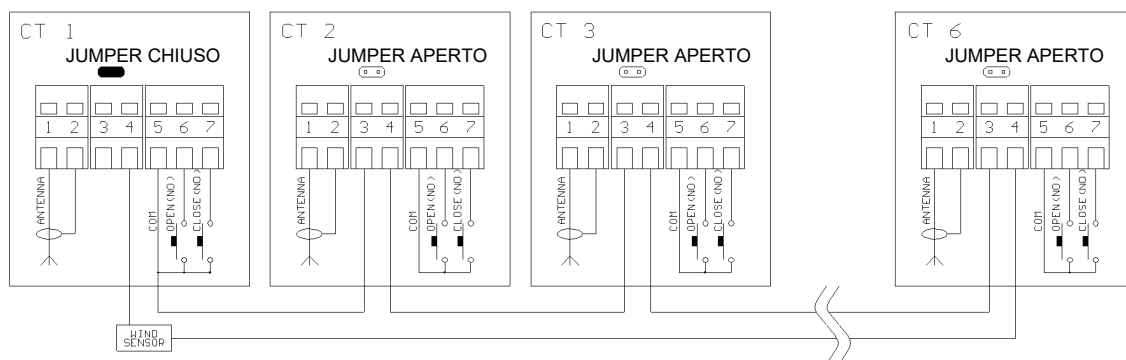 CT 1
JUMPER CHIUSO
1 2 3 4 5 6 7
ANTENNA
COM
OPEN(NO)
CLOSE(NO)
CT 2
JUMPER APERTO
1 2 3 4 5 6 7
ANTENNA
COM
OPEN(NO)
CLOSE(NO)
CT 3
JUMPER APERTO
1 2 3 4 5 6 7
ANTENNA
COM
OPEN(NO)
CLOSE(NO)
CT 6
JUMPER APERTO
1 2 3 4 5 6 7
ANTENNA
COM
OPEN(NO)
CLOSE(NO)
WIND
SENSOR